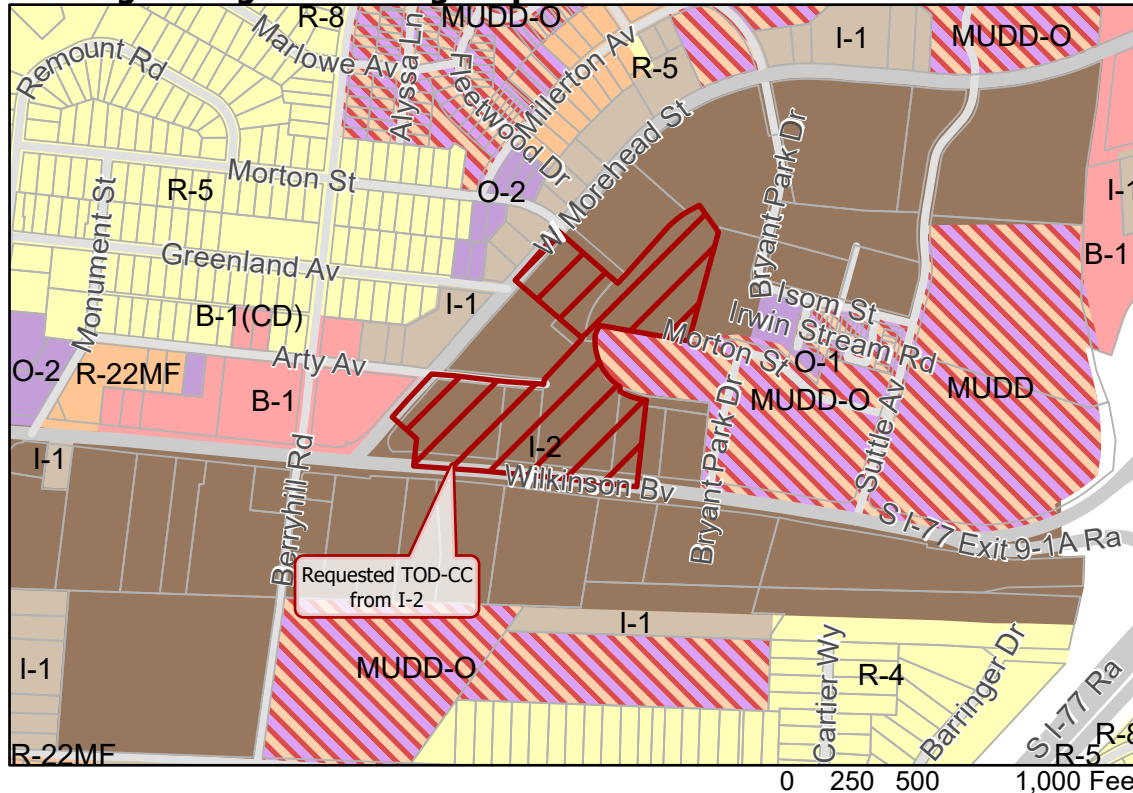 R-8
MUDD-O
I-1
MUDD-O
Marlowe Av
Alyssa Ln
Fleetwood Dr
Millerton Av
R-5
Remount Rd
W Morehead St
Bryant Park Dr
Morton St
R-5
O-2
I-1
Monument St
Greenland Av
B-1
I-1
Isom St
Irwin Stream Rd
B-1(CD)
Morton St
O-1
O-2
R-22MF
Arty Av
B-1
MUDD-O
MUDD
Bryant Park Dr
Suttle Av
I-2
I-1
Wilkinson Bv
Berryhill Rd
S I-77 Exit 9-1A Ra
Requested TOD-CC
from I-2
I-1
I-1
MUDD-O
R-4
Cartier Wy
Barringer Dr
S I-77 Ra
R-8
R-5
R-22MF
0 250 500 1,000 Fee